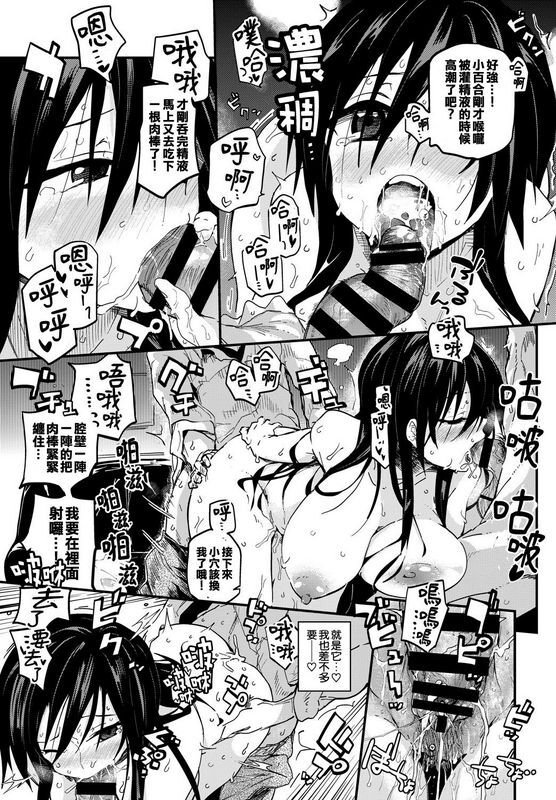 好強…！
小百合剛才喉嚨
被灌精液的時候
高潮了吧？
哈啊
哈啊
濃稠
噗哈
呼啊
哈啊
哈啊
嗯…
哦哦
才剛吞完精液
馬上又去吃下
一根肉棒了！
嗯呼~
呼呼
哦哦
哈啊
哈…
嗯呼~
咕啵
咕啵
唔哦
……
腔壁一陣
一陣的把
肉棒緊緊
纏住…
我要在裡面
射囉…！
啪滋
啪滋
啪滋
呼…
接下來
小穴該換
我了哦！
嗚嗚
嗚
哦哦
就是它…
我也差不多
要…♡
去了